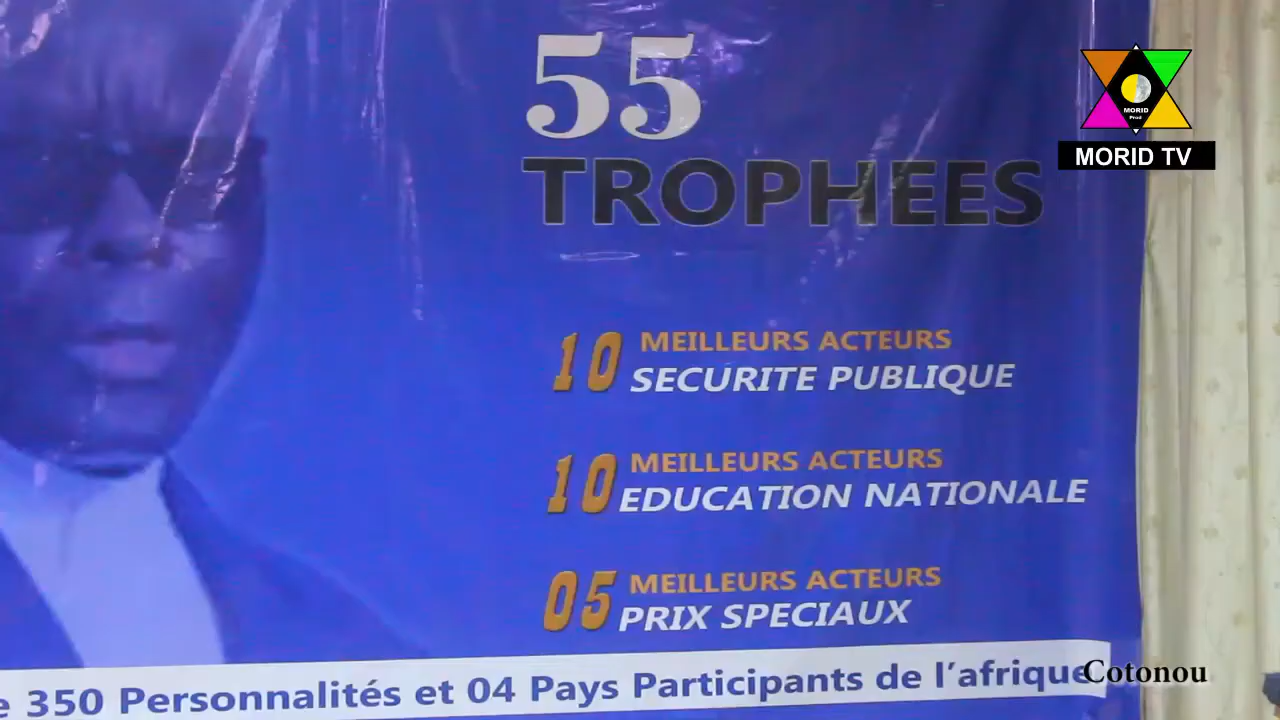 55
TROPHEES
MORID
Prod
MORID TV
10 MEILLEURS ACTEURS
SECURITE PUBLIQUE
10 MEILLEURS ACTEURS
EDUCATION NATIONALE
05 MEILLEURS ACTEURS
PRIX SPECIAUX
350 Personnalités et 04 Pays Participants de l'afrique
Cotonou